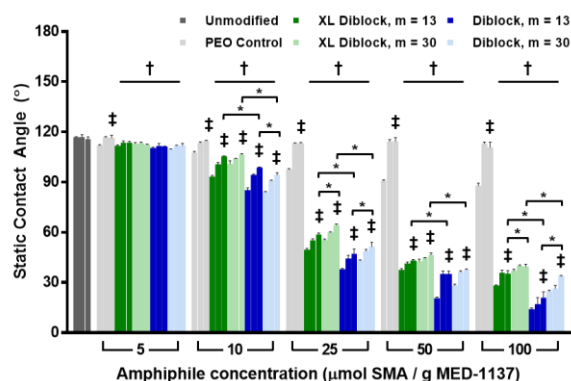 Unmodified XL Diblock, m = 13 Diblock, m = 13
PEO Control XL Diblock, m = 30 Diblock, m = 30
180
150
120
90
60
30
0
Static Contact Angle (°)
† † † † †
‡ ‡ ‡ ‡ ‡ ‡ ‡ ‡ ‡ ‡ ‡ ‡ ‡ ‡ ‡ ‡ ‡ ‡ ‡ ‡ ‡
* * * * * * * * * * * * *
5 10 25 50 100
Amphiphile concentration (μmol SMA / g MED-1137)